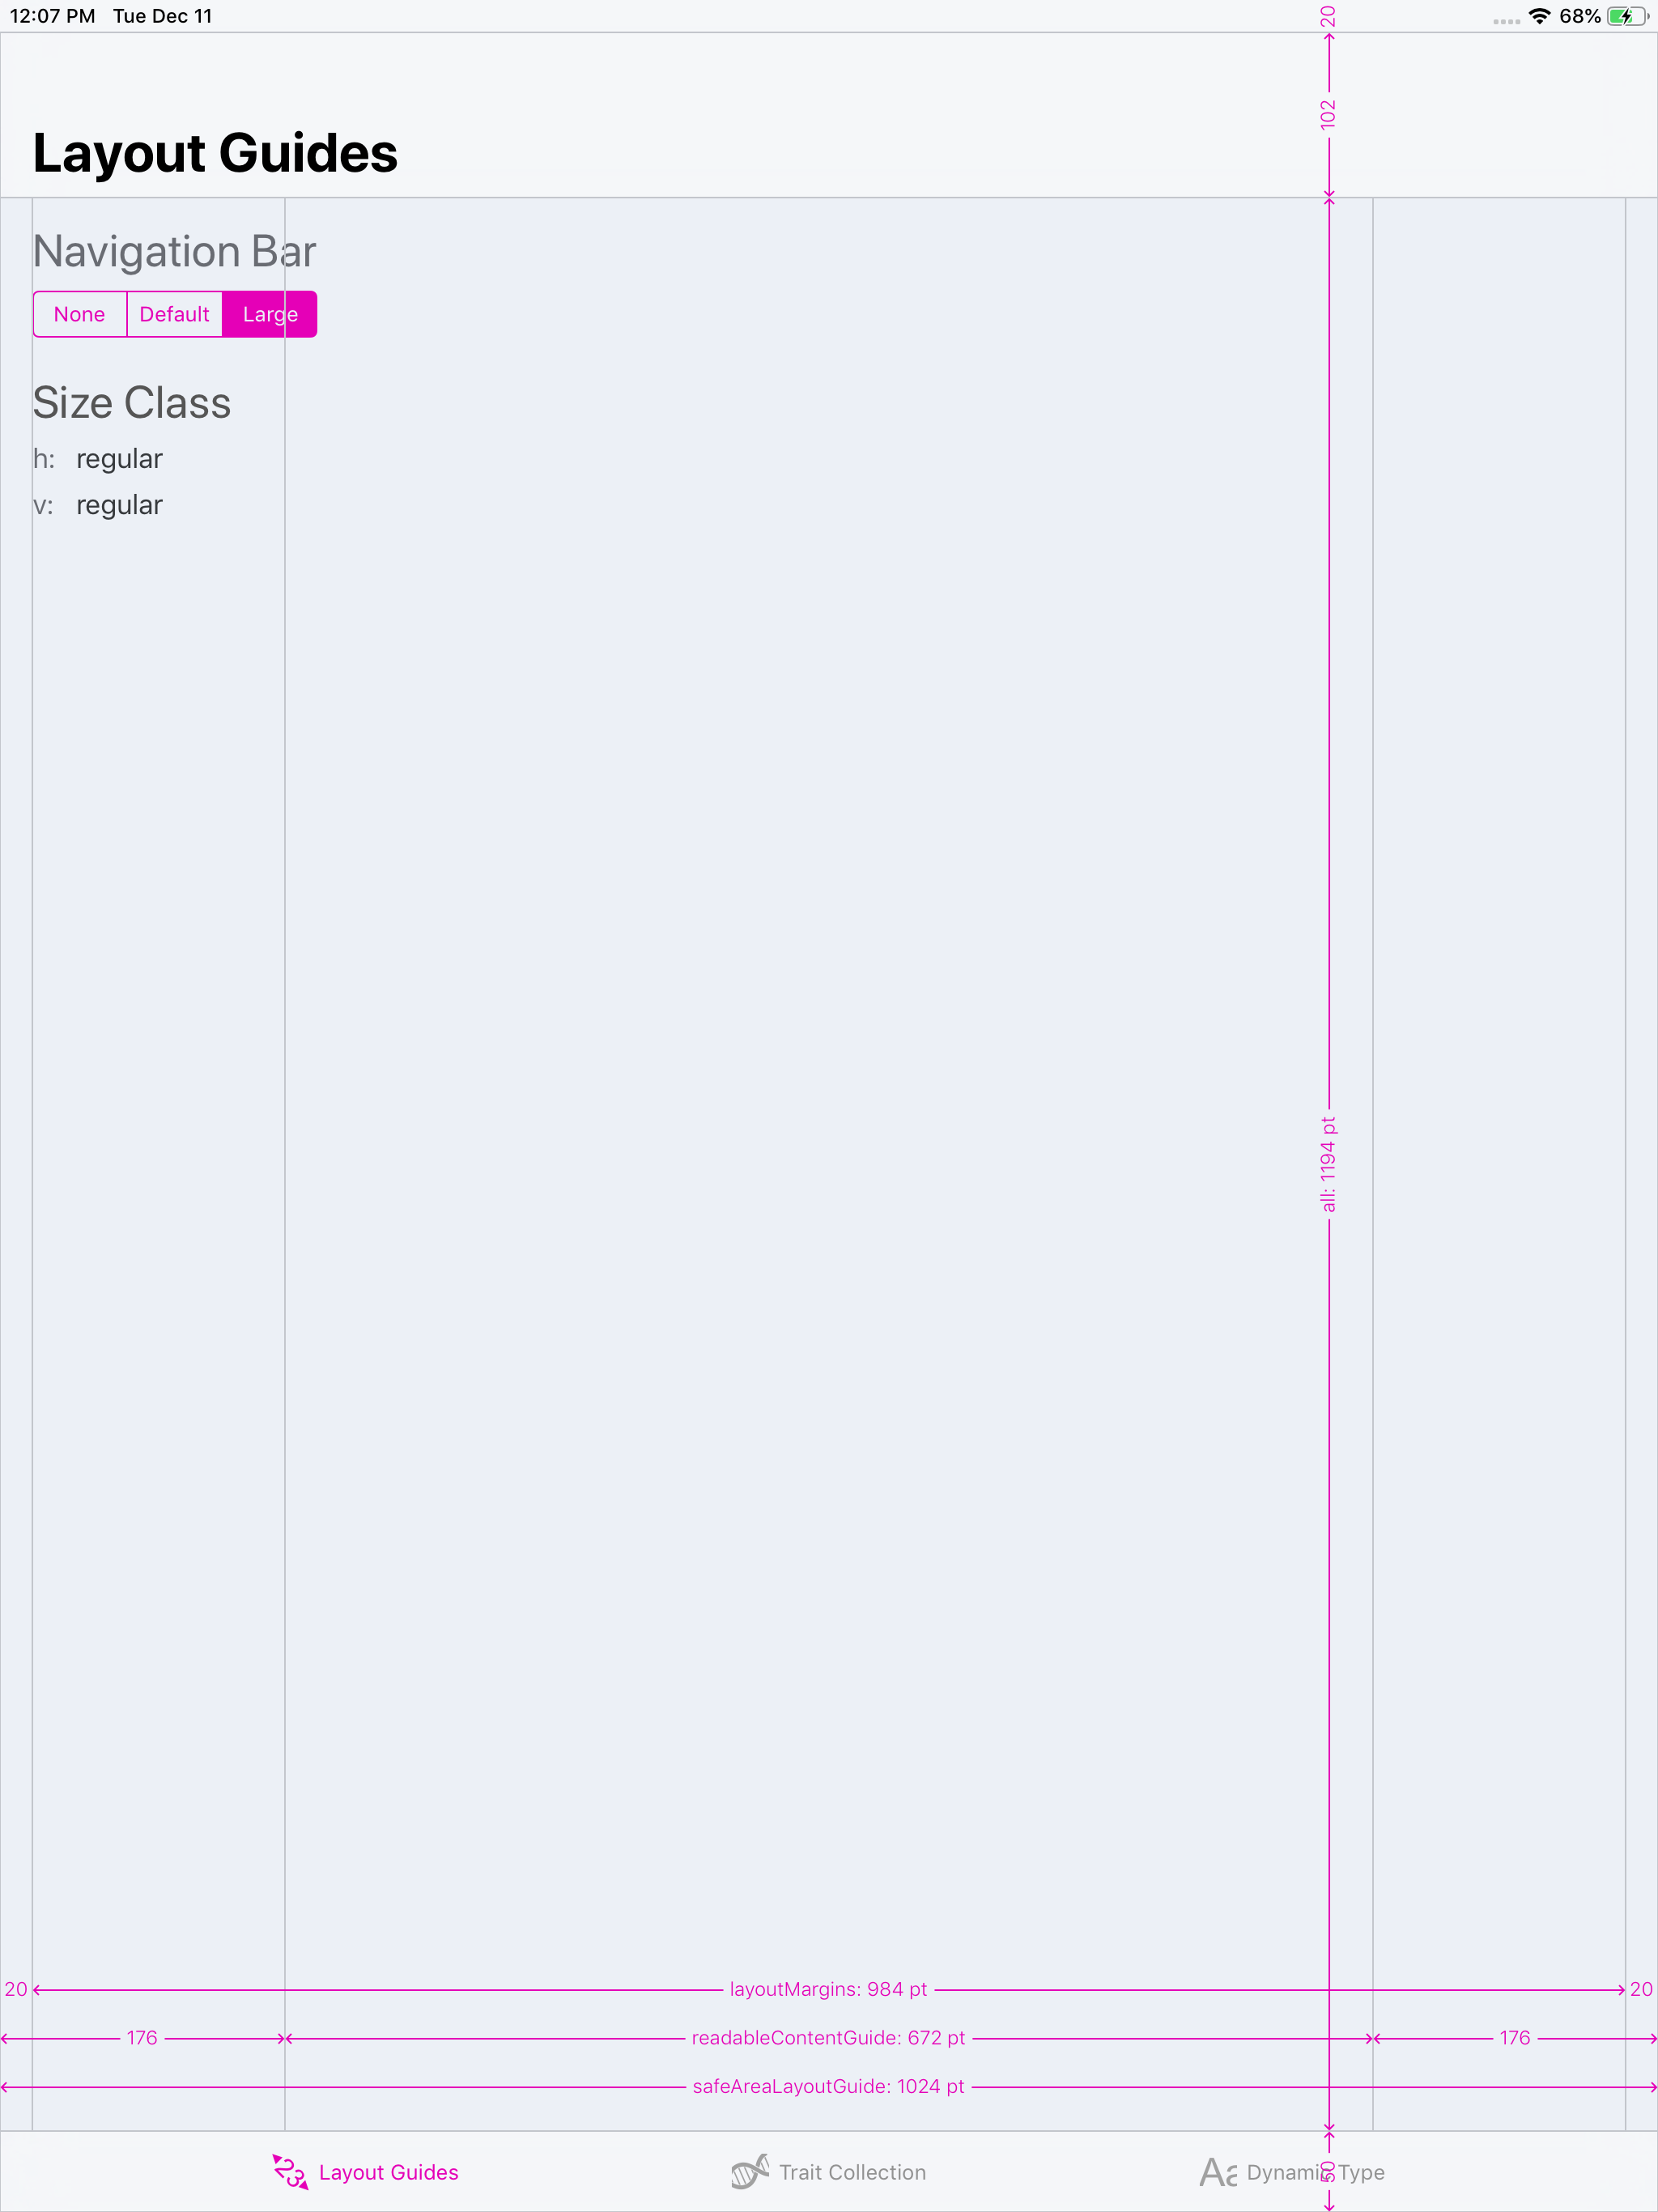 12:07 PM Tue Dec 11 20 68%
102
Layout Guides
Navigation Bar
None Default Large
Size Class
h: regular
v: regular
all: 1194 pt
20 layoutMargins: 984 pt 20
176 readableContentGuide: 672 pt 176
safeAreaLayoutGuide: 1024 pt
23 Layout Guides Trait Collection Aa Dynamic Type
50